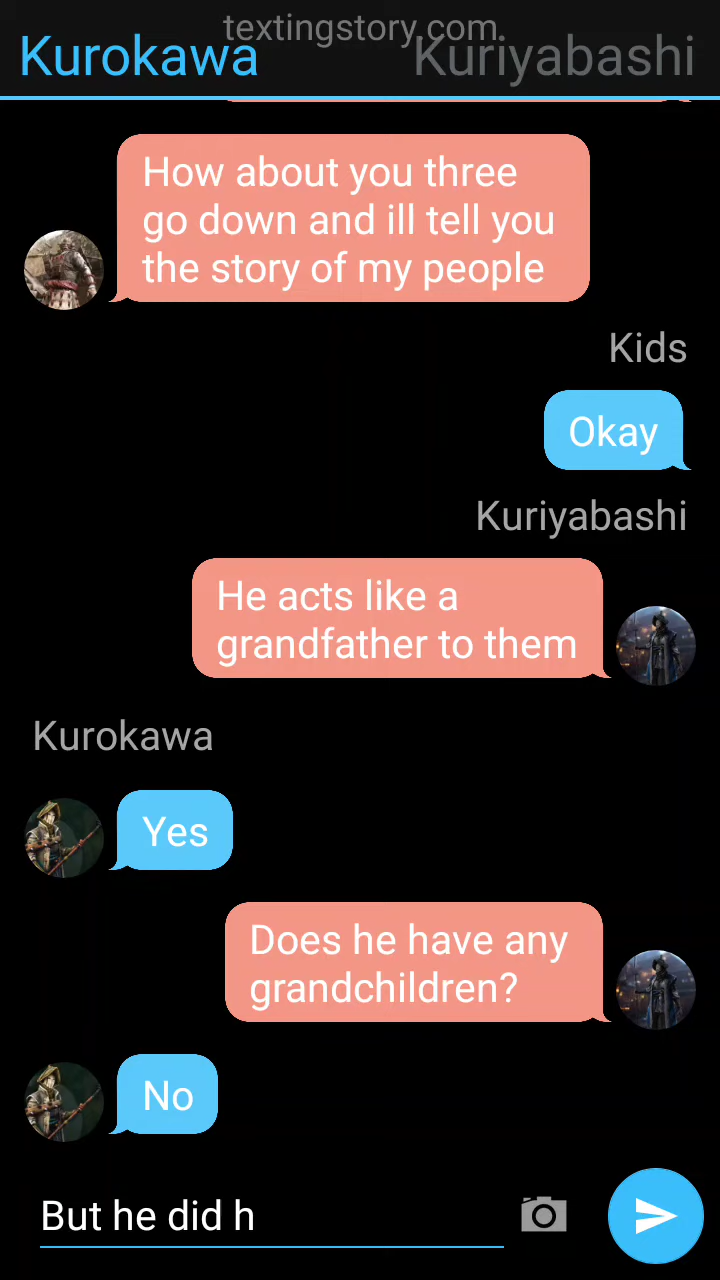 textingstory.com
Kurokawa
Kuriyabashi
How about you three
go down and ill tell you
the story of my people
Kids
Okay
Kuriyabashi
He acts like a
grandfather to them
Kurokawa
Yes
Does he have any
grandchildren?
No
But he did h